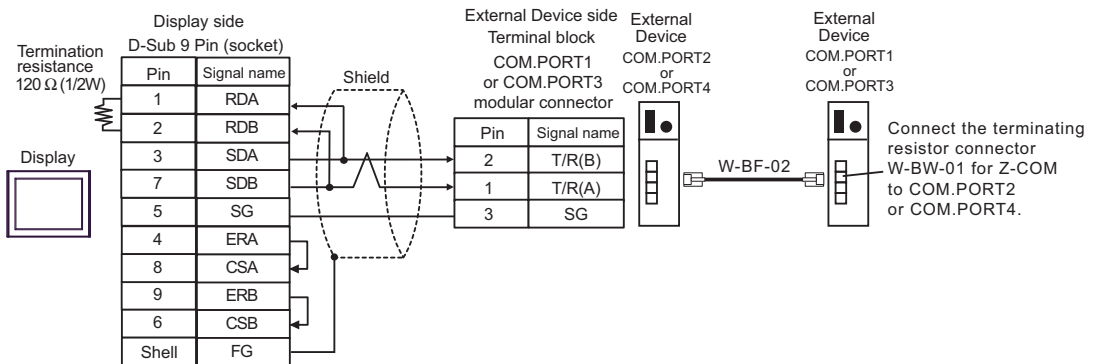 Display side
D-Sub 9 Pin (socket)
Termination
resistance
120 Ω (1/2W)
Display
Pin Signal name
1 RDA
2 RDB
3 SDA
7 SDB
5 SG
4 ERA
8 CSA
9 ERB
6 CSB
Shell FG
Shield
External Device side
Terminal block
COM.PORT1
or COM.PORT3
modular connector
Pin Signal name
2 T/R(B)
1 T/R(A)
3 SG
External
Device
COM.PORT2
or
COM.PORT4
W-BF-02
External
Device
COM.PORT1
or
COM.PORT3
Connect the terminating
resistor connector
W-BW-01 for Z-COM
to COM.PORT2
or COM.PORT4.